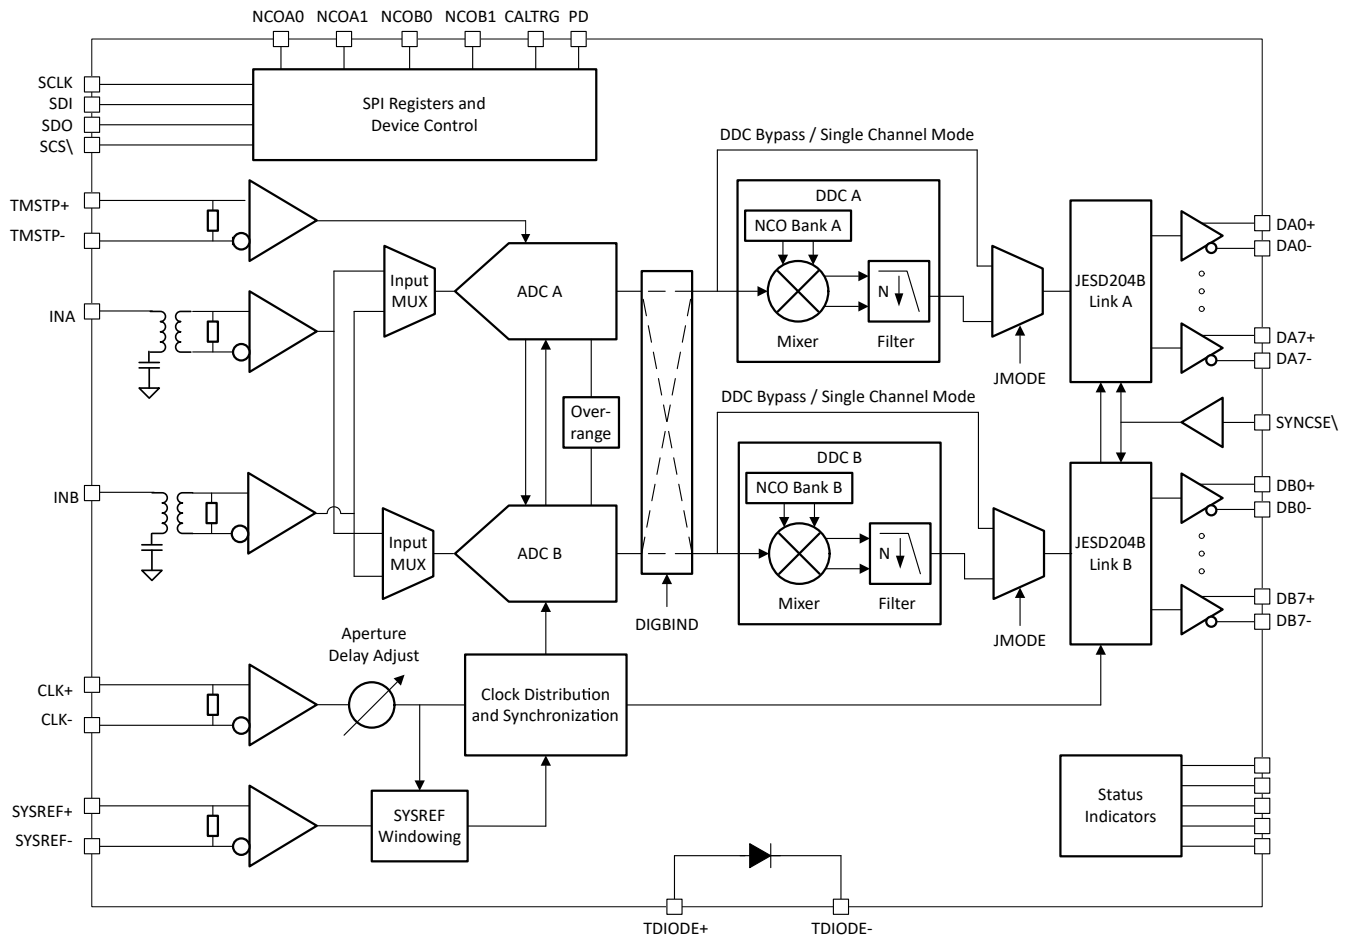 NCOA0 NCOA1 NCOB0 NCOB1 CALTRG PD
SCLK
SDI
SDO
SCS\
SPI Registers and
Device Control
TMSTP+
TMSTP-
INA
INB
Input
MUX
ADC A
Over-
range
Input
MUX
ADC B
DIGBIND
DDC Bypass / Single Channel Mode
DDC A
NCO Bank A
N
Mixer
Filter
JMODE
DDC Bypass / Single Channel Mode
DDC B
NCO Bank B
N
Mixer
Filter
JMODE
JESD204B
Link A
JESD204B
Link B
DA0+
DA0-
DA7+
DA7-
SYNCSE\
DB0+
DB0-
DB7+
DB7-
Aperture
Delay Adjust
CLK+
CLK-
Clock Distribution
and Synchronization
SYSREF+
SYSREF-
SYSREF
Windowing
Status
Indicators
TDIODE+
TDIODE-